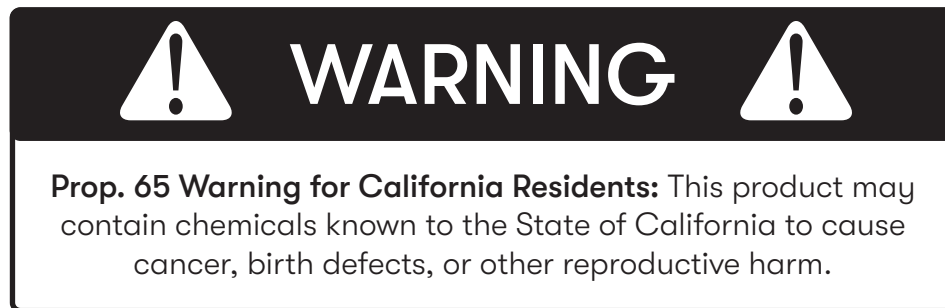 WARNING
Prop. 65 Warning for California Residents: This product may
contain chemicals known to the State of California to cause
cancer, birth defects, or other reproductive harm.